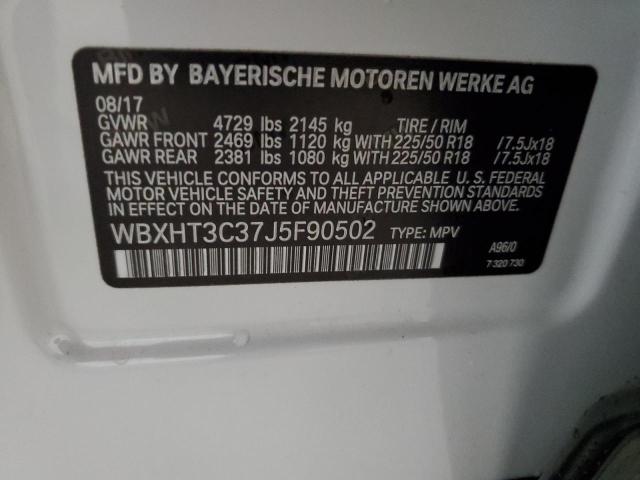 MFD BY BAYERISCHE MOTOREN WERKE AG
08/17
GVWR 4729 lbs 2145 kg TIRE / RIM
GAWR FRONT 2469 lbs 1120 kg WITH 225/50 R18 /7.5Jx18
GAWR REAR 2381 lbs 1080 kg WITH 225/50 R18 /7.5Jx18
THIS VEHICLE CONFORMS TO ALL APPLICABLE U. S. FEDERAL
MOTOR VEHICLE SAFETY AND THEFT PREVENTION STANDARDS
IN EFFECT ON THE DATE OF MANUFACTURE SHOWN ABOVE.
WBXHT3C37J5F90502 TYPE: MPV
A96/0
7 320 730